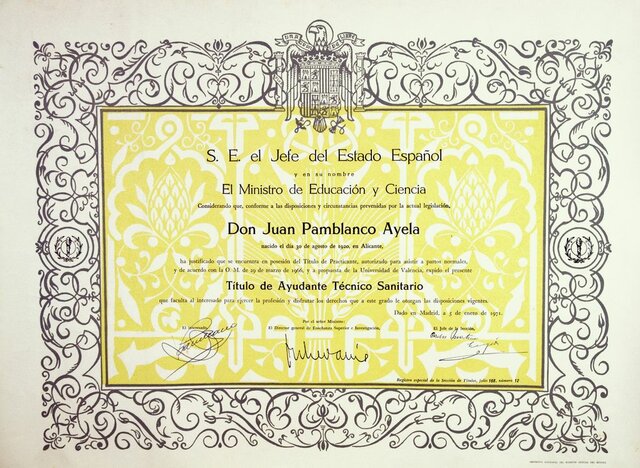 S. E. el Jefe del Estado Español
y en su nombre
El Ministro de Educación y Ciencia
Considerando que, conforme a las disposiciones y circunstancias prevenidas por la actual legislación,
Don Juan Pamblanco Ayela
nacido el día 30 de agosto de 1920, en Alicante,
ha justificado que se encuentra en posesión del Título de Practicante, autorizado para asistir a partos normales,
y de acuerdo con la O. M. de 29 de marzo de 1966, y a propuesta de la Universidad de Valencia, expido el presente
Título de Ayudante Técnico Sanitario
que faculta al interesado para ejercer la profesión y disfrutar los derechos que a este grado le otorgan las disposiciones vigentes.
Dado en Madrid, a 5 de enero de 1971.
Por el señor Ministro:
El interesado,
El Director general de Enseñanza Superior e Investigación,
El Jefe de la Sección,
Registro especial de la Sección de Títulos, folio 168, número 12